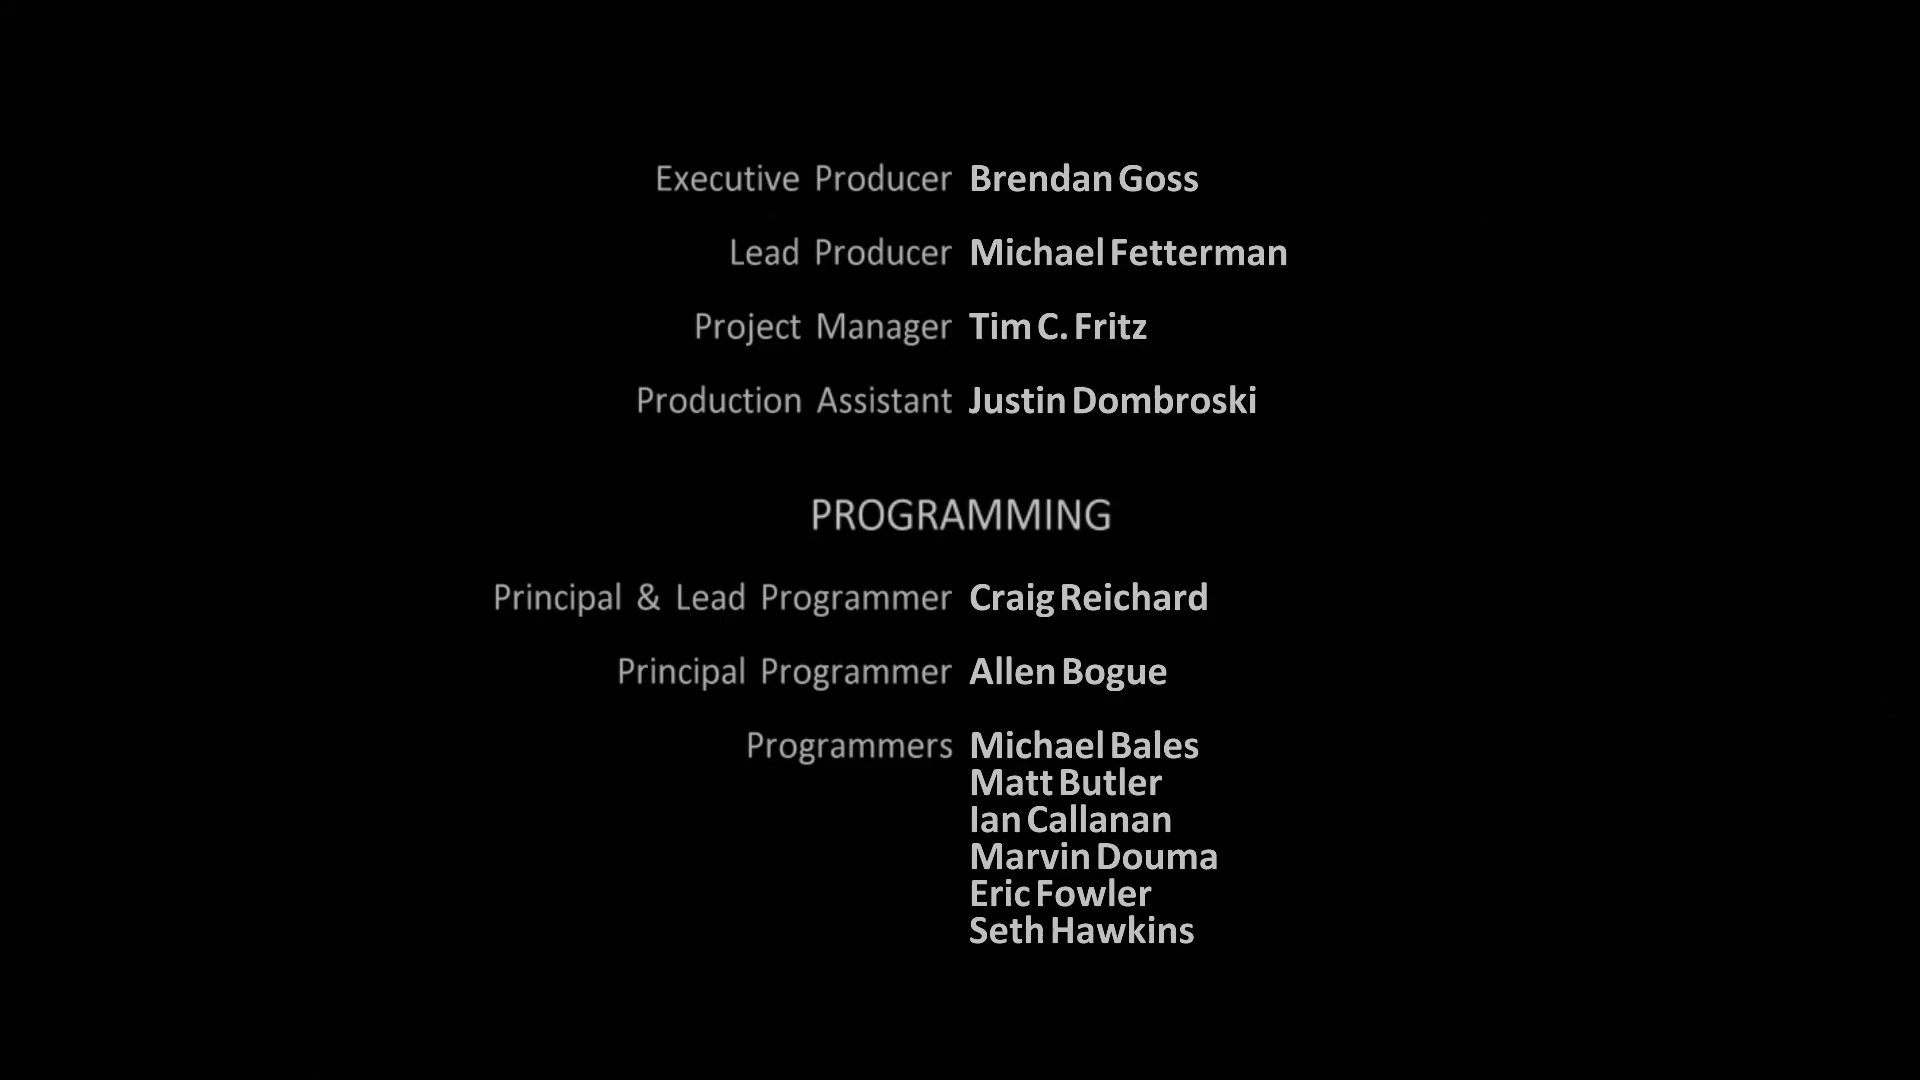 Executive Producer Brendan Goss
Lead Producer Michael Fetterman
Project Manager Tim C. Fritz
Production Assistant Justin Dombroski
PROGRAMMING
Principal & Lead Programmer Craig Reichard
Principal Programmer Allen Bogue
Programmers Michael Bales
Matt Butler
Ian Callanan
Marvin Douma
Eric Fowler
Seth Hawkins